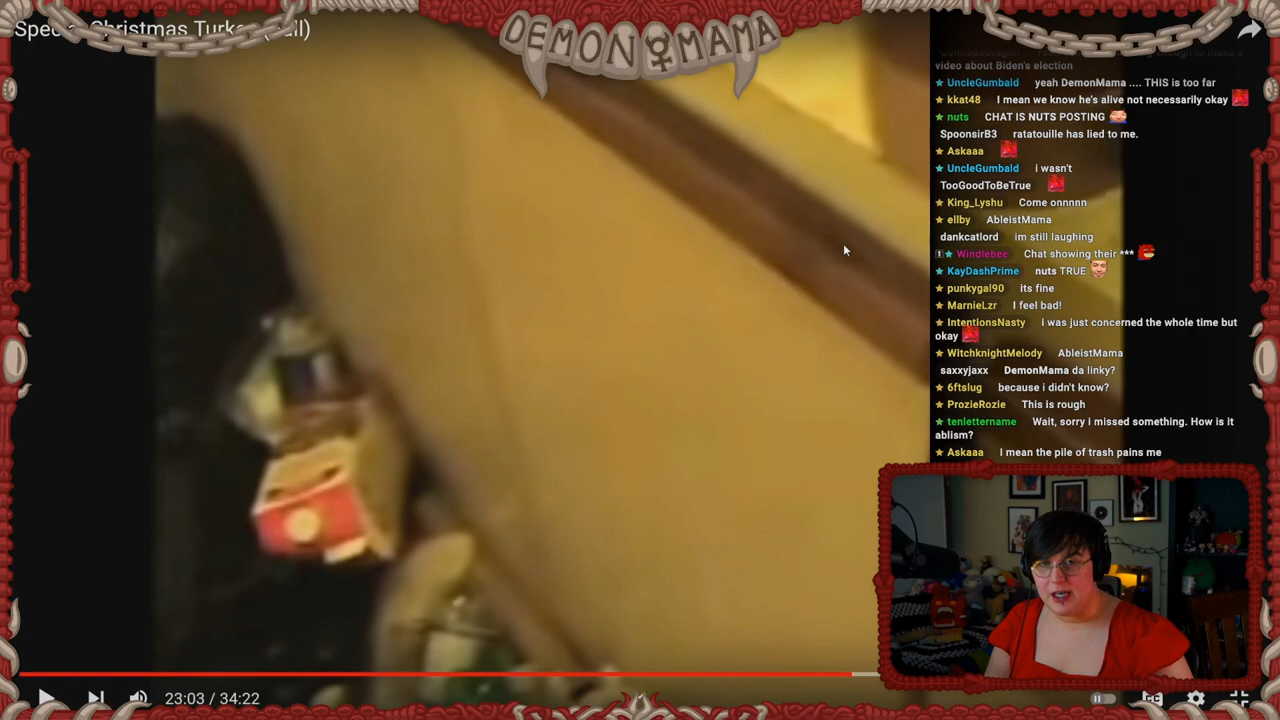 DEMON MAMA
video about Biden's election
UncleGumbald yeah DemonMama .... THIS is too far
kkat48 I mean we know he's alive not necessarily okay
nuts CHAT IS NUTS POSTING
SpoonsirB3 ratatouille has lied to me.
Askaaa
UncleGumbald i wasn't
TooGoodToBeTrue
King_Lyshu Come onnnnn
ellby AbleistMama
dankcatlord im still laughing
Windlebee Chat showing their ***
KayDashPrime nuts TRUE
punkygal90 its fine
MarnieLzr I feel bad!
IntentionsNasty i was just concerned the whole time but
okay
WitchknightMelody AbleistMama
saxxyjaxx DemonMama da linky?
6ftslug because i didn't know?
ProzieRozie This is rough
tenlettername Wait, sorry I missed something. How is it
ablism?
Askaaa I mean the pile of trash pains me
23:03 / 34:22
CC